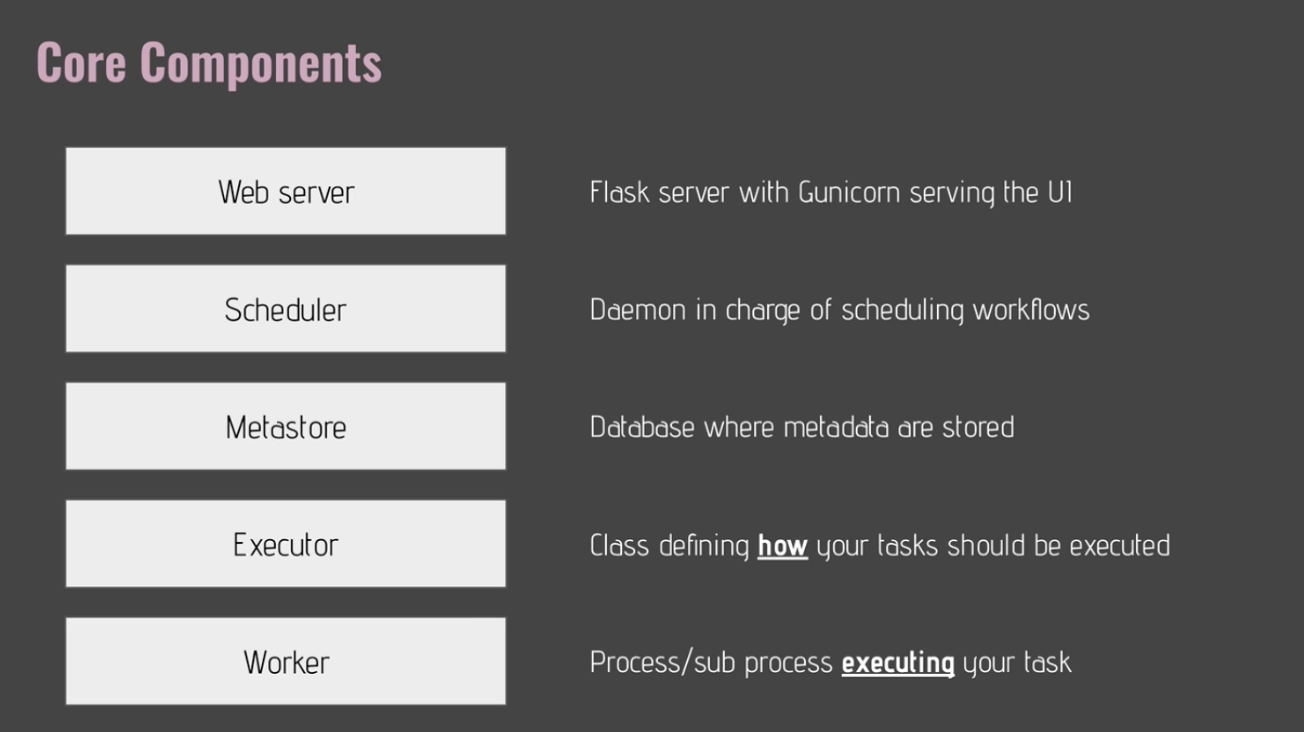 Core Components
Web server
Flask server with Gunicorn serving the UI
Scheduler
Daemon in charge of scheduling workflows
Metastore
Database where metadata are stored
Executor
Class defining how your tasks should be executed
Worker
Process/sub process executing your task